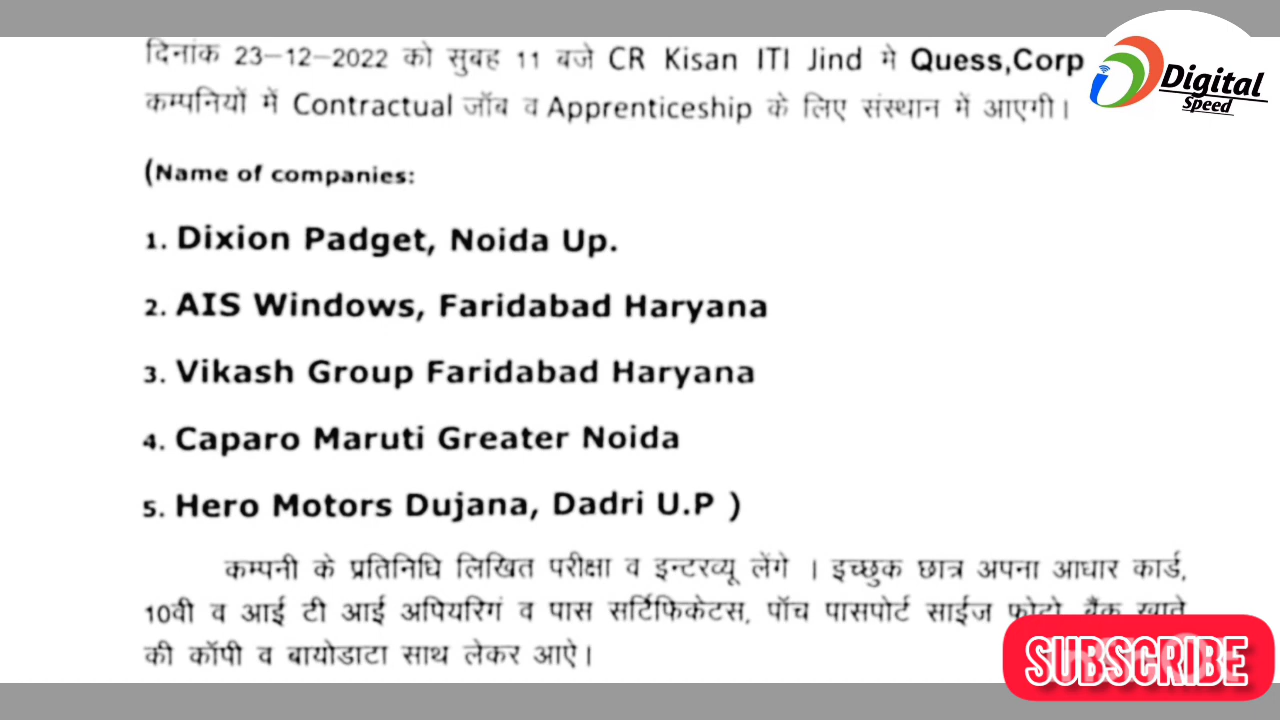 दिनांक 23-12-2022 को सुबह 11 बजे CR Kisan ITI Jind मे Quess,Corp
Digital
Speed
कम्पनियों में Contractual जॉब व Apprenticeship के लिए संस्थान में आएगी।
(Name of companies:
1. Dixion Padget, Noida Up.
2. AIS Windows, Faridabad Haryana
3. Vikash Group Faridabad Haryana
4. Caparo Maruti Greater Noida
5. Hero Motors Dujana, Dadri U.P )
कम्पनी के प्रतिनिधि लिखित परीक्षा व इन्टरव्यू लेंगे । इच्छुक छात्र अपना आधार कार्ड,
10वी व आई टी आई अपियरिगं व पास सर्टिफिकेटस, पॉच पासपोर्ट साईज फोटो, बैंक खाते
की कॉपी व बायोडाटा साथ लेकर आऐ।
SUBSCRIBE